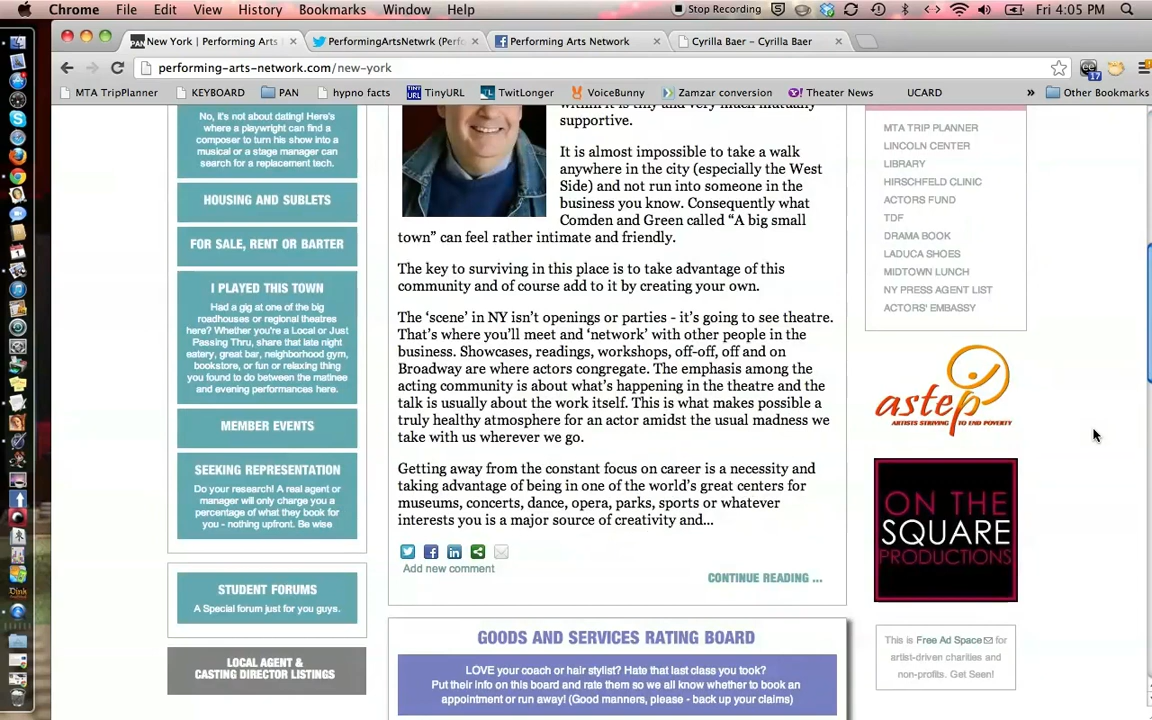 Chrome File Edit View History Bookmarks Window Help Stop Recording Fri 4:05 PM
PAN New York | Performing Arts PerformingArtsNetwrk (Perfo Performing Arts Network Cyrilla Baer – Cyrilla Baer
performing-arts-network.com/new-york 17
MTA TripPlanner KEYBOARD PAN hypno facts TinyURL TwitLonger VoiceBunny Zamzar conversion Theater News UCARD » Other Bookmarks
No, it's not about dating! Here's
where a playwright can find a
composer to turn his show into a
musical or a stage manager can
search for a replacement tech.
HOUSING AND SUBLETS
FOR SALE, RENT OR BARTER
I PLAYED THIS TOWN
Had a gig at one of the big
roadhouses or regional theatres
here? Whether you're a Local or Just
Passing Thru, share that late night
eatery, great bar, neighborhood gym,
bookstore, or fun or relaxing thing
you found to do between the matinee
and evening performances here.
MEMBER EVENTS
SEEKING REPRESENTATION
Do your research! A real agent or
manager will only charge you a
percentage of what they book for
you - nothing upfront. Be wise
STUDENT FORUMS
A Special forum just for you guys.
LOCAL AGENT &
CASTING DIRECTOR LISTINGS
within it is tiny and very much mutually
supportive.
It is almost impossible to take a walk
anywhere in the city (especially the West
Side) and not run into someone in the
business you know. Consequently what
Comden and Green called “A big small
town” can feel rather intimate and friendly.
The key to surviving in this place is to take advantage of this
community and of course add to it by creating your own.
The ‘scene’ in NY isn’t openings or parties - it’s going to see theatre.
That’s where you’ll meet and ‘network’ with other people in the
business. Showcases, readings, workshops, off-off, off and on
Broadway are where actors congregate. The emphasis among the
acting community is about what’s happening in the theatre and the
talk is usually about the work itself. This is what makes possible a
truly healthy atmosphere for an actor amidst the usual madness we
take with us wherever we go.
Getting away from the constant focus on career is a necessity and
taking advantage of being in one of the world’s great centers for
museums, concerts, dance, opera, parks, sports or whatever
interests you is a major source of creativity and...
Add new comment
CONTINUE READING ...
GOODS AND SERVICES RATING BOARD
LOVE your coach or hair stylist? Hate that last class you took?
Put their info on this board and rate them so we all know whether to book an
appointment or run away! (Good manners, please - back up your claims)
MTA TRIP PLANNER
LINCOLN CENTER
LIBRARY
HIRSCHFELD CLINIC
ACTORS FUND
TDF
DRAMA BOOK
LADUCA SHOES
MIDTOWN LUNCH
NY PRESS AGENT LIST
ACTORS' EMBASSY
astep
ARTISTS STRIVING TO END POVERTY
ON THE
SQUARE
PRODUCTIONS
This is Free Ad Space for
artist-driven charities and
non-profits. Get Seen!